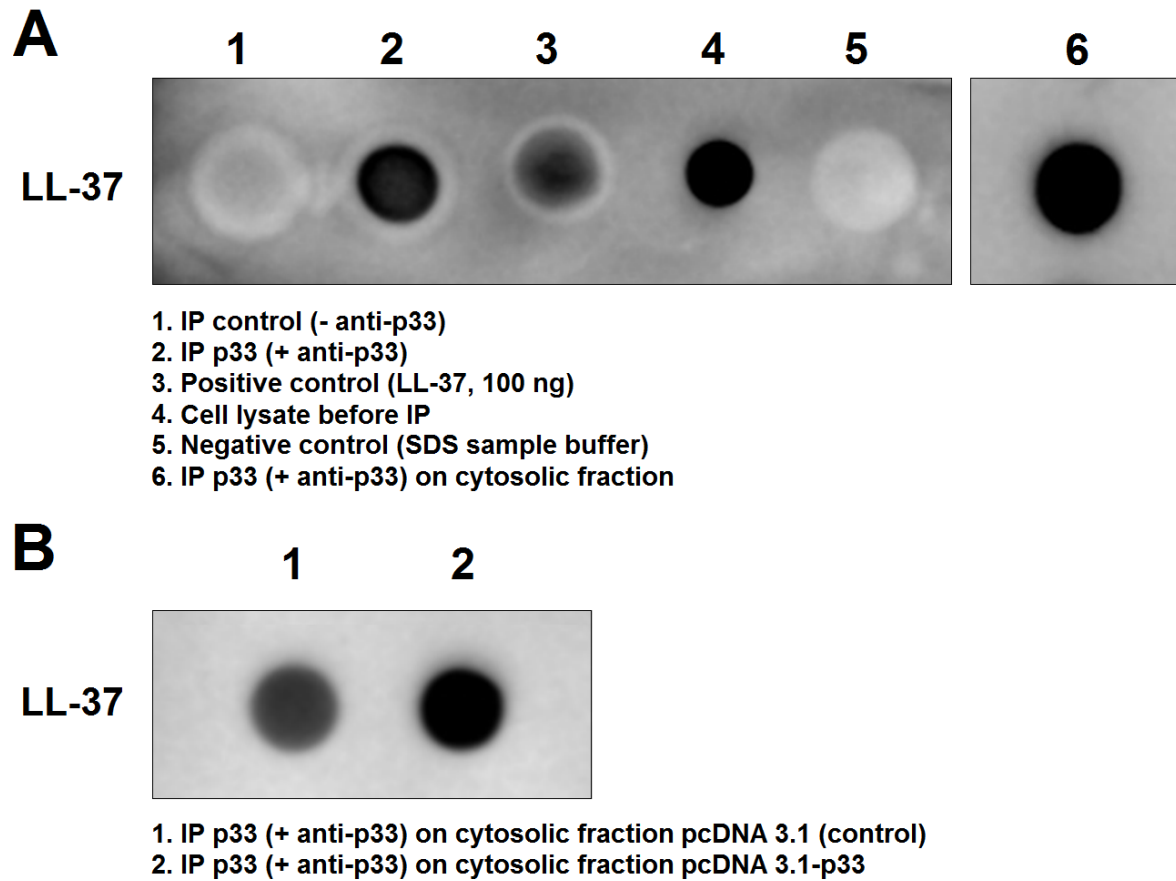 A
1 2 3 4 5 6
LL-37
1. IP control (- anti-p33)
2. IP p33 (+ anti-p33)
3. Positive control (LL-37, 100 ng)
4. Cell lysate before IP
5. Negative control (SDS sample buffer)
6. IP p33 (+ anti-p33) on cytosolic fraction
B
1 2
LL-37
1. IP p33 (+ anti-p33) on cytosolic fraction pcDNA 3.1 (control)
2. IP p33 (+ anti-p33) on cytosolic fraction pcDNA 3.1-p33